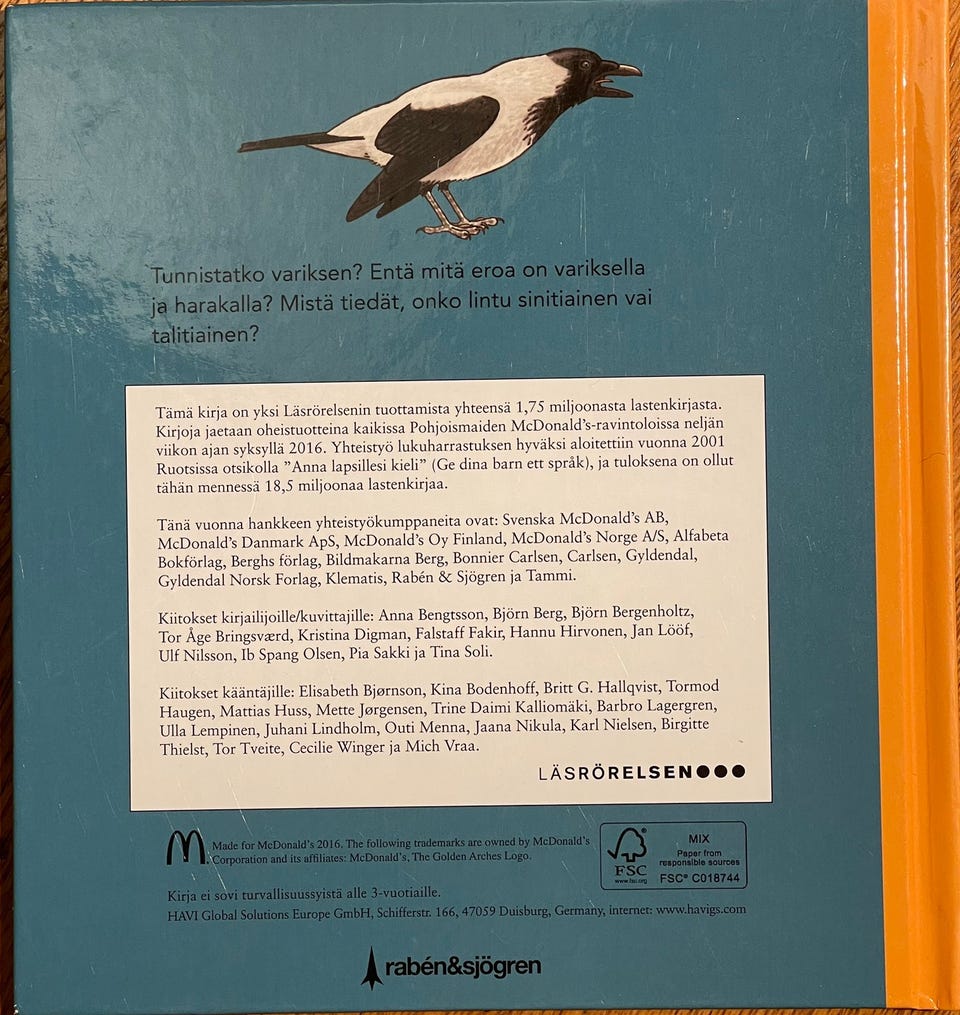 Tunnistatko variksen? Entä mitä eroa on variksella
ja harakalla? Mistä tiedät, onko lintu sinitiainen vai
talitiainen?
Tämä kirja on yksi Läsrörelsenin tuottamista yhteensä 1,75 miljoonasta lastenkirjasta.
Kirjoja jaetaan oheistuotteina kaikissa Pohjoismaiden McDonald's-ravintoloissa neljän
viikon ajan syksyllä 2016. Yhteistyö lukuharrastuksen hyväksi aloitettiin vuonna 2001
Ruotsissa otsikolla ”Anna lapsillesi kieli” (Ge dina barn ett språk), ja tuloksena on ollut
tähän mennessä 18,5 miljoonaa lastenkirjaa.
Tänä vuonna hankkeen yhteistyökumppaneita ovat: Svenska McDonald's AB,
McDonald's Danmark ApS, McDonald's Oy Finland, McDonald's Norge A/S, Alfabeta
Bokförlag, Berghs förlag, Bildmakarna Berg, Bonnier Carlsen, Carlsen, Gyldendal,
Gyldendal Norsk Forlag, Klematis, Rabén & Sjögren ja Tammi.
Kiitokset kirjailijoille/kuvittajille: Anna Bengtsson, Björn Berg, Björn Bergenholtz,
Tor Åge Bringsværd, Kristina Digman, Falstaff Fakir, Hannu Hirvonen, Jan Lööf,
Ulf Nilsson, Ib Spang Olsen, Pia Sakki ja Tina Soli.
Kiitokset kääntäjille: Elisabeth Bjørnson, Kina Bodenhoff, Britt G. Hallqvist, Tormod
Haugen, Mattias Huss, Mette Jørgensen, Trine Daimi Kalliomäki, Barbro Lagergren,
Ulla Lempinen, Juhani Lindholm, Outi Menna, Jaana Nikula, Karl Nielsen, Birgitte
Thielst, Tor Tveite, Cecilie Winger ja Mich Vraa.
LÄSRÖRELSEN●●●
Made for McDonald's 2016. The following trademarks are owned by McDonald's
Corporation and its affiliates: McDonald's, The Golden Arches Logo.
FSC
www.fsc.org
MIX
Paper from
responsible sources
FSC® C018744
Kirja ei sovi turvallisuussyistä alle 3-vuotiaille.
HAVI Global Solutions Europe GmbH, Schifferstr. 166, 47059 Duisburg, Germany, internet: www.havigs.com
rabén&sjögren